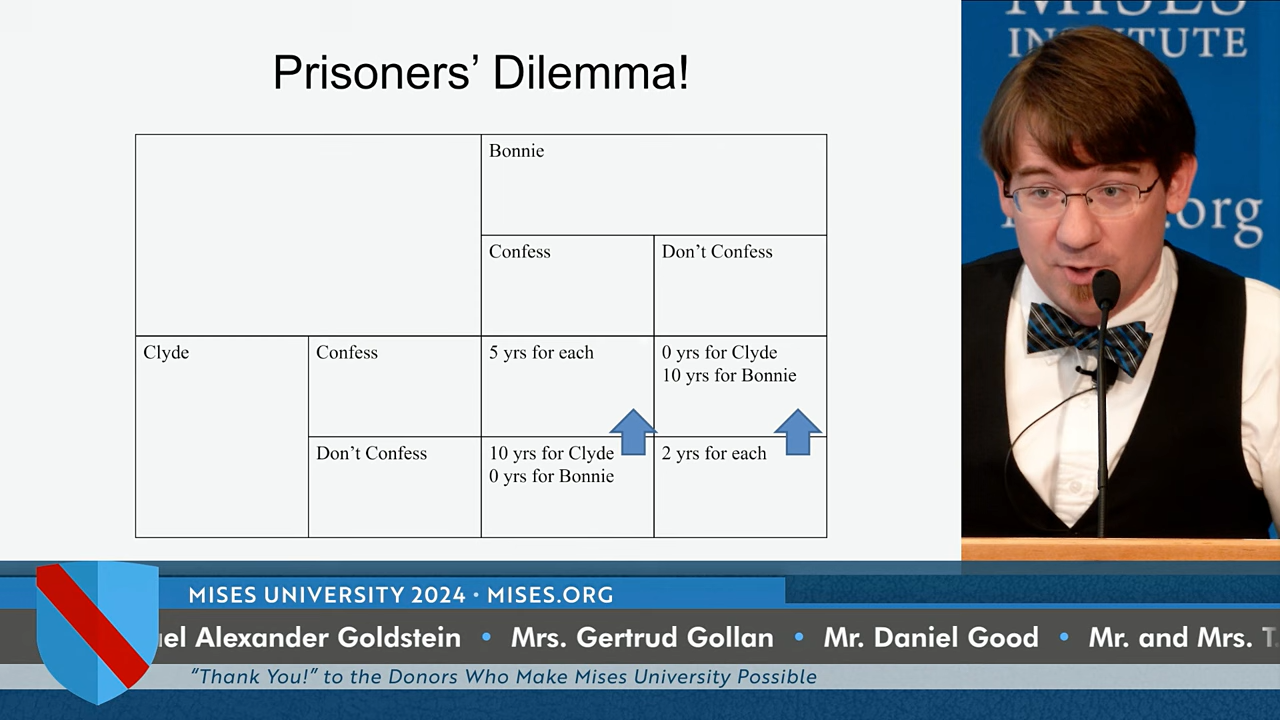 Prisoners’ Dilemma!
Bonnie
Confess
Don’t Confess
Clyde
Confess
5 yrs for each
0 yrs for Clyde
10 yrs for Bonnie
Don’t Confess
10 yrs for Clyde
0 yrs for Bonnie
2 yrs for each
MISES
INSTITUTE
.org
MISES UNIVERSITY 2024 • MISES.ORG
Alexander Goldstein • Mrs. Gertrud Gollan • Mr. Daniel Good • Mr. and Mrs.
“Thank You!” to the Donors Who Make Mises University Possible